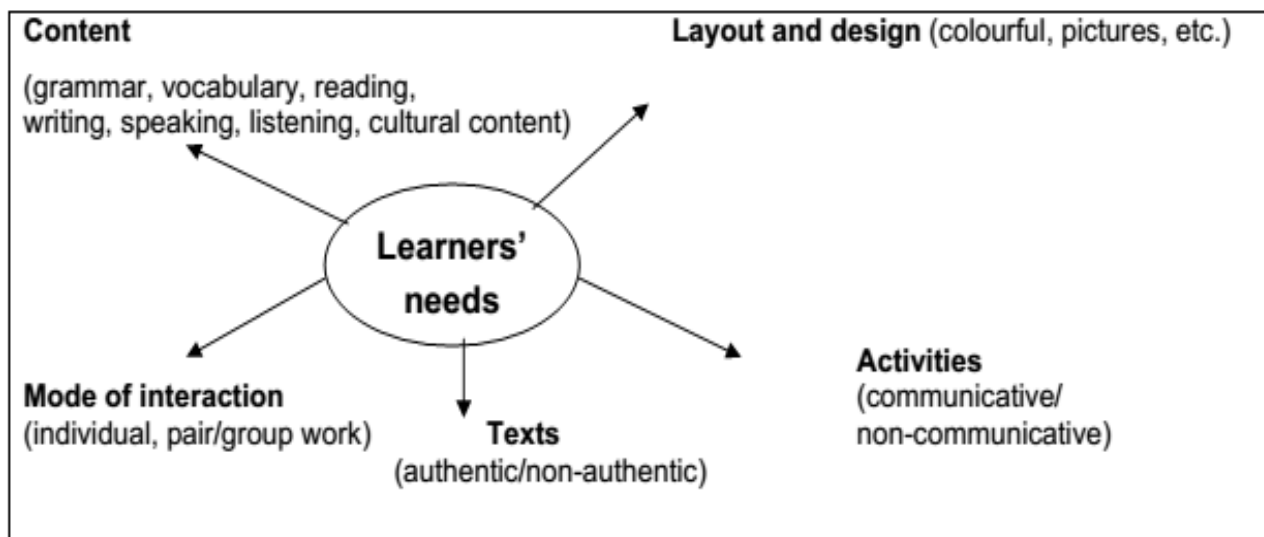 Content
Layout and design (colourful, pictures, etc.)
(grammar, vocabulary, reading,
writing, speaking, listening, cultural content)
Learners’
needs
Mode of interaction
(individual, pair/group work)
Texts
(authentic/non-authentic)
Activities
(communicative/
non-communicative)